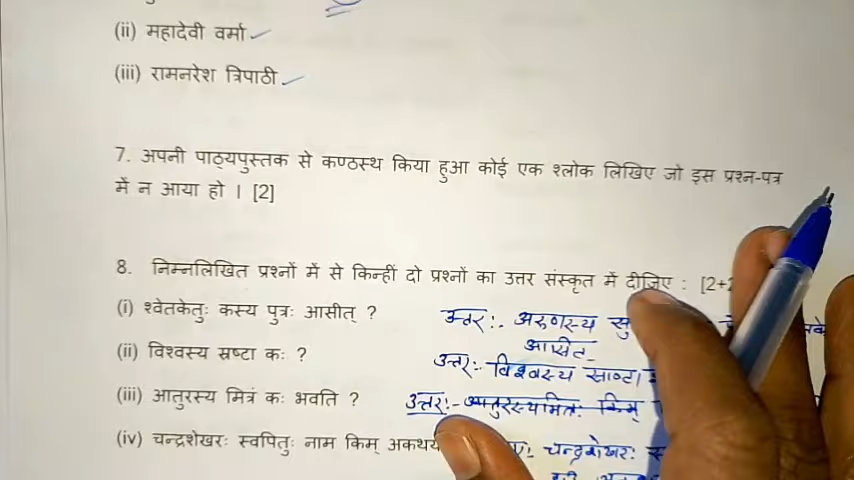 (ii) महादेवी वर्मा
(iii) रामनरेश त्रिपाठी
7. अपनी पाठ्यपुस्तक से कण्ठस्थ किया हुआ कोई एक श्लोक लिखिए जो इस प्रश्न-पत्र
में न आया हो । [2]
8. निम्नलिखित प्रश्नों में से किन्हीं दो प्रश्नों का उत्तर संस्कृत में दीजिए : [2+2
(i) श्वेतकेतुः कस्य पुत्रः आसीत् ?
उत्तर:- अरुणस्य
आसित
(ii) विश्वस्य स्रष्टा कः ?
उत्तर:- विश्वस्य
(iii) आतुरस्य मित्रं कः भवति ?
उत्तर:- आतुरस्यमित्रः किम्
(iv) चन्द्रशेखरः स्वपितुः नाम किम् अकथय
चन्द्रशेखरः